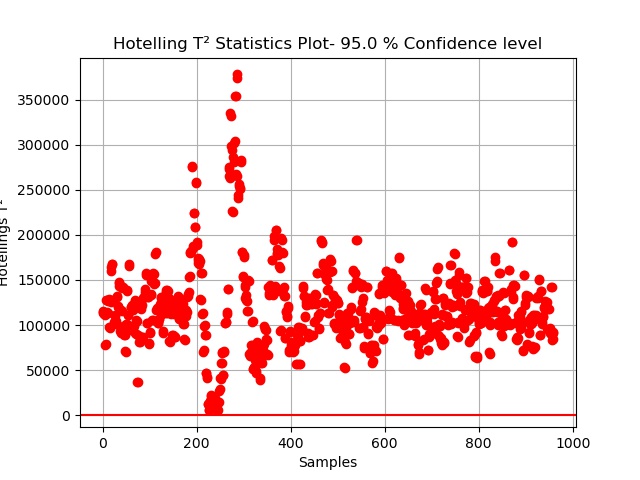 Hotelling T² Statistics Plot- 95.0 % Confidence level
350000
300000
250000
200000
150000
100000
50000
0
Hotellings T²
0 200 400 600 800 1000
Samples